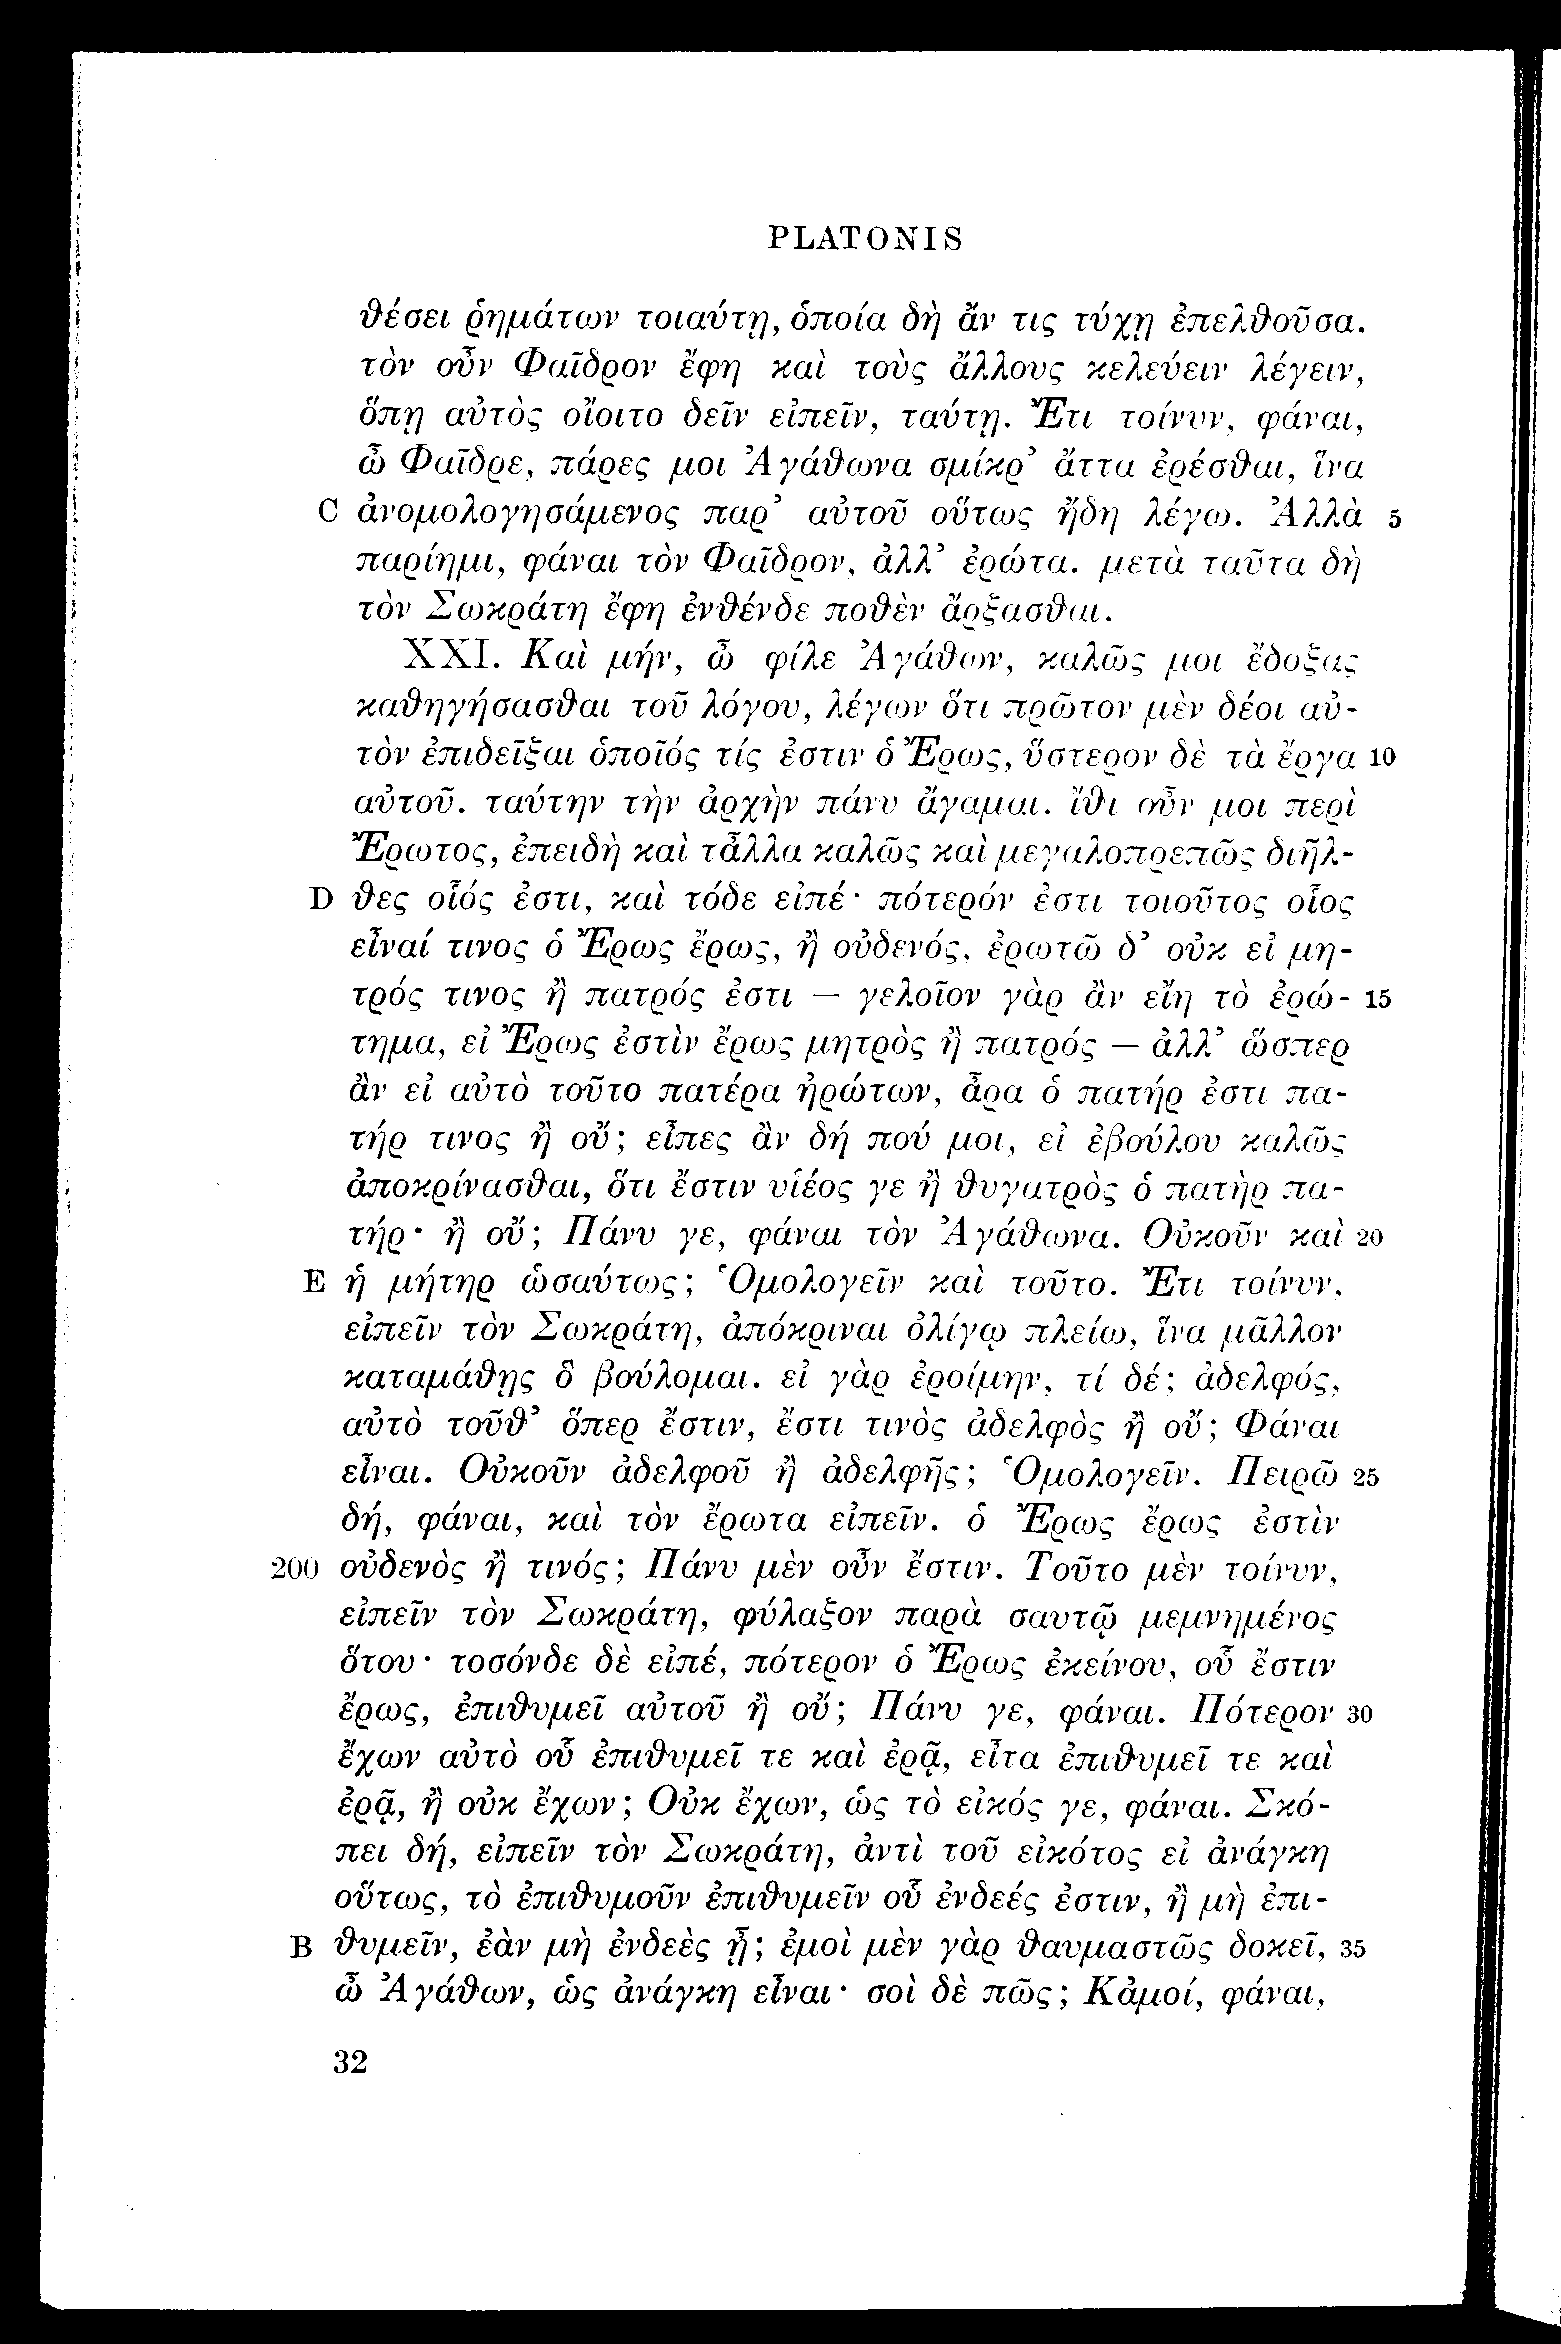 PLATONIS
θέσει ῥημάτων τοιαύτῃ, ὁποία δὴ ἄν τις τύχῃ ἐπελθοῦσα.
τὸν οὖν Φαῖδρον ἔφη καὶ τοὺς ἄλλους κελεύειν λέγειν,
ὅπῃ αὐτὸς οἴοιτο δεῖν εἰπεῖν, ταύτῃ. Ἔτι τοίνυν, φάναι,
ὦ Φαῖδρε, πάρες μοι Ἀγάθωνα σμίκρ’ ἄττα ἐρέσθαι, ἵνα
C ἀνομολογησάμενος παρ’ αὐτοῦ οὕτως ἤδη λέγω. Ἀλλὰ 5
παρίημι, φάναι τὸν Φαῖδρον, ἀλλ’ ἐρώτα. μετὰ ταῦτα δὴ
τὸν Σωκράτη ἔφη ἐνθένδε ποθὲν ἄρξασθαι.
XXI. Καὶ μήν, ὦ φίλε Ἀγάθων, καλῶς μοι ἔδοξας
καθηγήσασθαι τοῦ λόγου, λέγων ὅτι πρῶτον μὲν δέοι αὐ-
τὸν ἐπιδεῖξαι ὁποῖός τίς ἐστιν ὁ Ἔρως, ὕστερον δὲ τὰ ἔργα 10
αὐτοῦ. ταύτην τὴν ἀρχὴν πάνυ ἄγαμαι. ἴθι οὖν μοι περὶ
Ἔρωτος, ἐπειδὴ καὶ τἆλλα καλῶς καὶ μεγαλοπρεπῶς διῆλ-
D θες οἷός ἐστι, καὶ τόδε εἰπέ· πότερόν ἐστι τοιοῦτος οἷος
εἶναί τινος ὁ Ἔρως ἔρως, ἢ οὐδενός. ἐρωτῶ δ’ οὐκ εἰ μη-
τρός τινος ἢ πατρός ἐστι — γελοῖον γὰρ ἂν εἴη τὸ ἐρώ- 15
τημα, εἰ Ἔρως ἐστὶν ἔρως μητρὸς ἢ πατρός — ἀλλ’ ὥσπερ
ἂν εἰ αὐτὸ τοῦτο πατέρα ἠρώτων, ἆρα ὁ πατήρ ἐστι πα-
τήρ τινος ἢ οὔ; εἶπες ἂν δή πού μοι, εἰ ἐβούλου καλῶς
ἀποκρίνασθαι, ὅτι ἔστιν υἱέος γε ἢ θυγατρὸς ὁ πατὴρ πα-
τήρ· ἢ οὔ; Πάνυ γε, φάναι τὸν Ἀγάθωνα. Οὐκοῦν καὶ 20
E ἡ μήτηρ ὡσαύτως; Ὁμολογεῖν καὶ τοῦτο. Ἔτι τοίνυν,
εἰπεῖν τὸν Σωκράτη, ἀπόκριναι ὀλίγῳ πλείω, ἵνα μᾶλλον
καταμάθῃς ὃ βούλομαι. εἰ γὰρ ἐροίμην, τί δέ; ἀδελφός,
αὐτὸ τοῦθ’ ὅπερ ἔστιν, ἔστι τινὸς ἀδελφὸς ἢ οὔ; Φάναι
εἶναι. Οὐκοῦν ἀδελφοῦ ἢ ἀδελφῆς; Ὁμολογεῖν. Πειρῶ 25
δή, φάναι, καὶ τὸν ἔρωτα εἰπεῖν. ὁ Ἔρως ἔρως ἐστὶν
200 οὐδενὸς ἢ τινός; Πάνυ μὲν οὖν ἔστιν. Τοῦτο μὲν τοίνυν,
εἰπεῖν τὸν Σωκράτη, φύλαξον παρὰ σαυτῷ μεμνημένος
ὅτου· τοσόνδε δὲ εἰπέ, πότερον ὁ Ἔρως ἐκείνου, οὗ ἔστιν
ἔρως, ἐπιθυμεῖ αὐτοῦ ἢ οὔ; Πάνυ γε, φάναι. Πότερον 30
ἔχων αὐτὸ οὗ ἐπιθυμεῖ τε καὶ ἐρᾷ, εἶτα ἐπιθυμεῖ τε καὶ
ἐρᾷ, ἢ οὐκ ἔχων; Οὐκ ἔχων, ὡς τὸ εἰκός γε, φάναι. Σκό-
πει δή, εἰπεῖν τὸν Σωκράτη, ἀντὶ τοῦ εἰκότος εἰ ἀνάγκη
οὕτως, τὸ ἐπιθυμοῦν ἐπιθυμεῖν οὗ ἐνδεές ἐστιν, ἢ μὴ ἐπι-
B θυμεῖν, ἐὰν μὴ ἐνδεὲς ᾖ; ἐμοὶ μὲν γὰρ θαυμαστῶς δοκεῖ, 35
ὦ Ἀγάθων, ὡς ἀνάγκη εἶναι· σοὶ δὲ πῶς; Κἀμοί, φάναι,
32